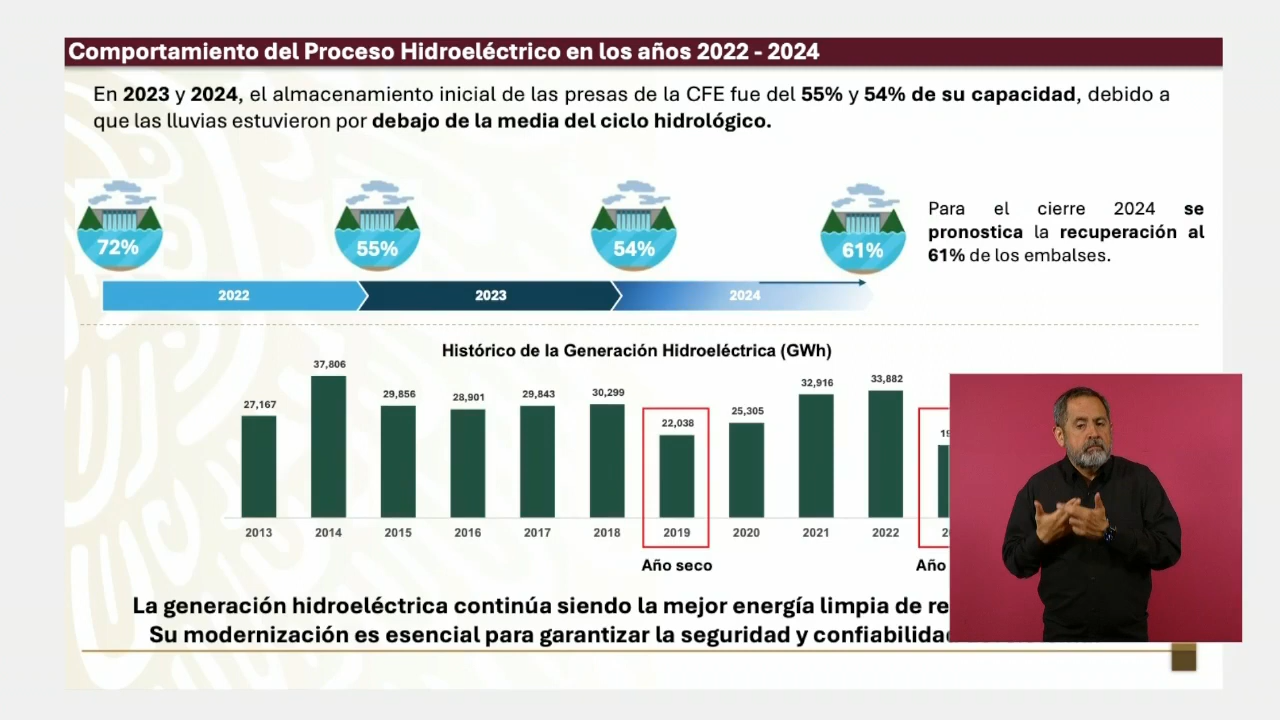 Comportamiento del Proceso Hidroeléctrico en los años 2022 - 2024
En 2023 y 2024, el almacenamiento inicial de las presas de la CFE fue del 55% y 54% de su capacidad, debido a
que las lluvias estuvieron por debajo de la media del ciclo hidrológico.
72%
55%
54%
61%
Para el cierre 2024 se
pronostica la recuperación al
61% de los embalses.
2022
2023
2024
Histórico de la Generación Hidroeléctrica (GWh)
27,167
37,806
29,856
28,901
29,843
30,299
22,038
25,305
32,916
33,882
2013
2014
2015
2016
2017
2018
2019
2020
2021
2022
Año seco
Año
La generación hidroeléctrica continúa siendo la mejor energía limpia de
Su modernización es esencial para garantizar la seguridad y